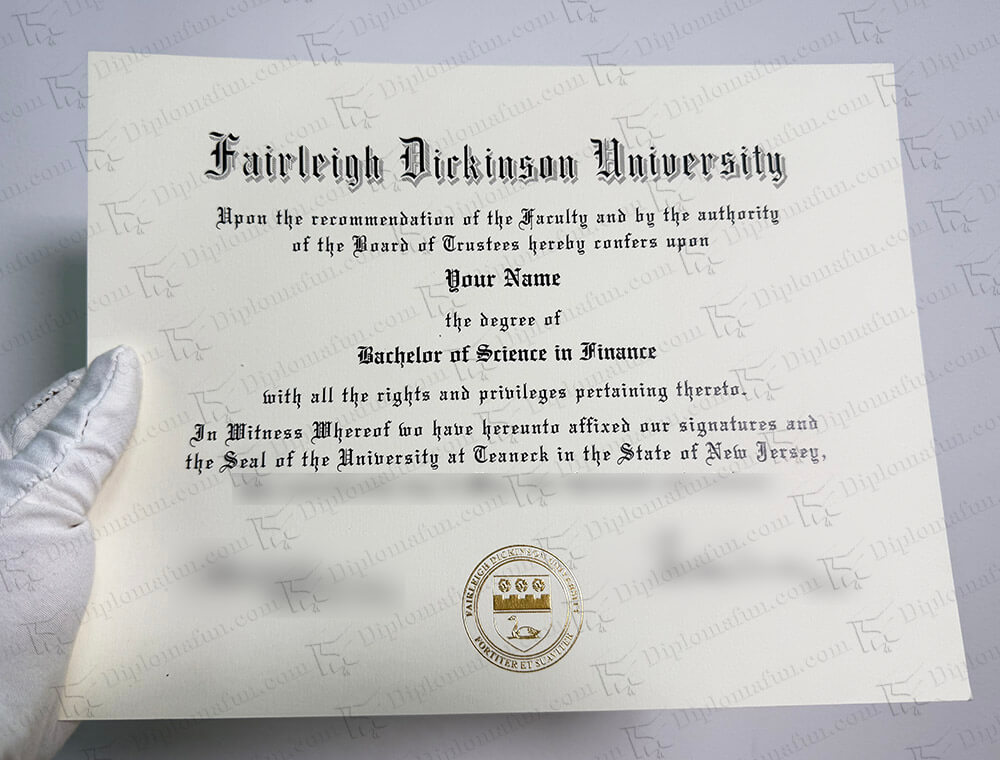 Fairleigh Dickinson University
Upon the recommendation of the Faculty and by the authority
of the Board of Trustees hereby confers upon
Your Name
the degree of
Bachelor of Science in Finance
with all the rights and privileges pertaining thereto.
In Witness Whereof wo have hereunto affixed our signatures and
the Seal of the University at Teaneck in the State of New Jersey,
FAIRLEIGH DICKINSON UNIVERSITY
FORTITER ET SUAVITER
Diplomafun.com